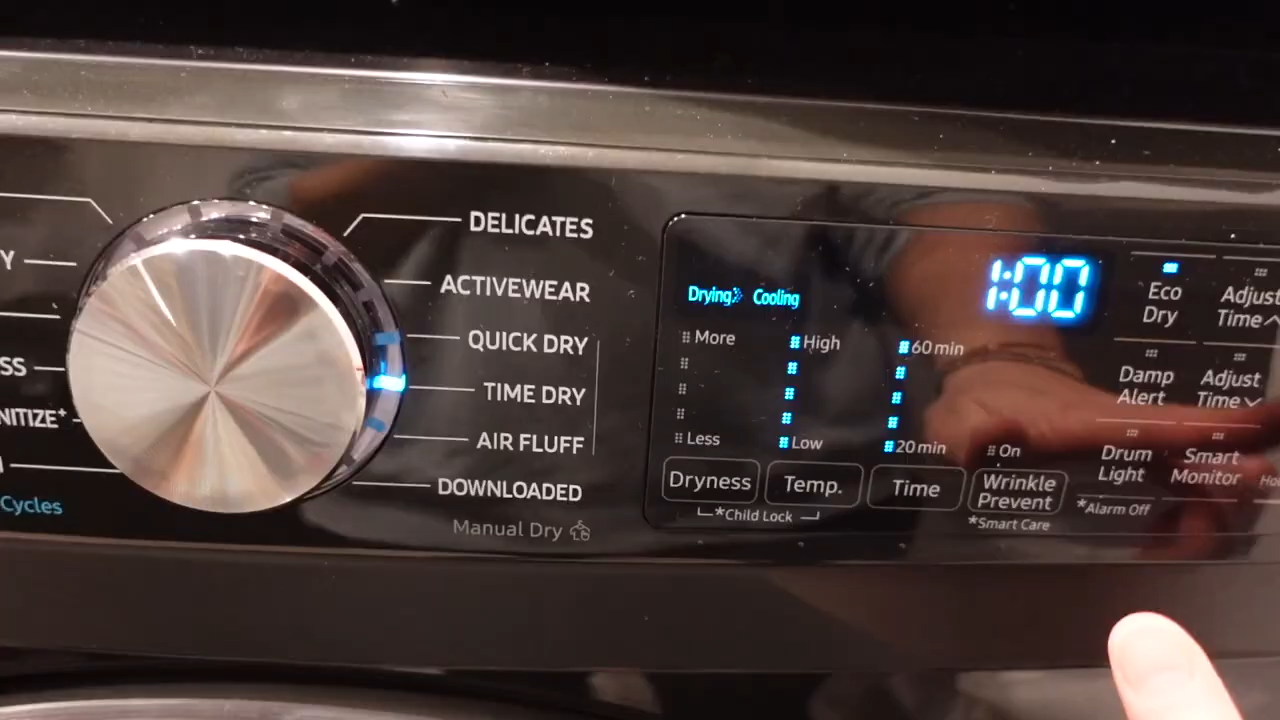 Y
SS
NITIZE+
Cycles
DELICATES
ACTIVEWEAR
QUICK DRY
TIME DRY
AIR FLUFF
DOWNLOADED
Manual Dry
Drying Cooling
1:00
More
Less
Dryness
High
Low
Temp.
*Child Lock
60 min
20 min
Time
On
Wrinkle
Prevent
*Smart Care
Eco
Dry
Damp
Alert
Drum
Light
*Alarm Off
Adjust
Time
Adjust
Time
Smart
Monitor